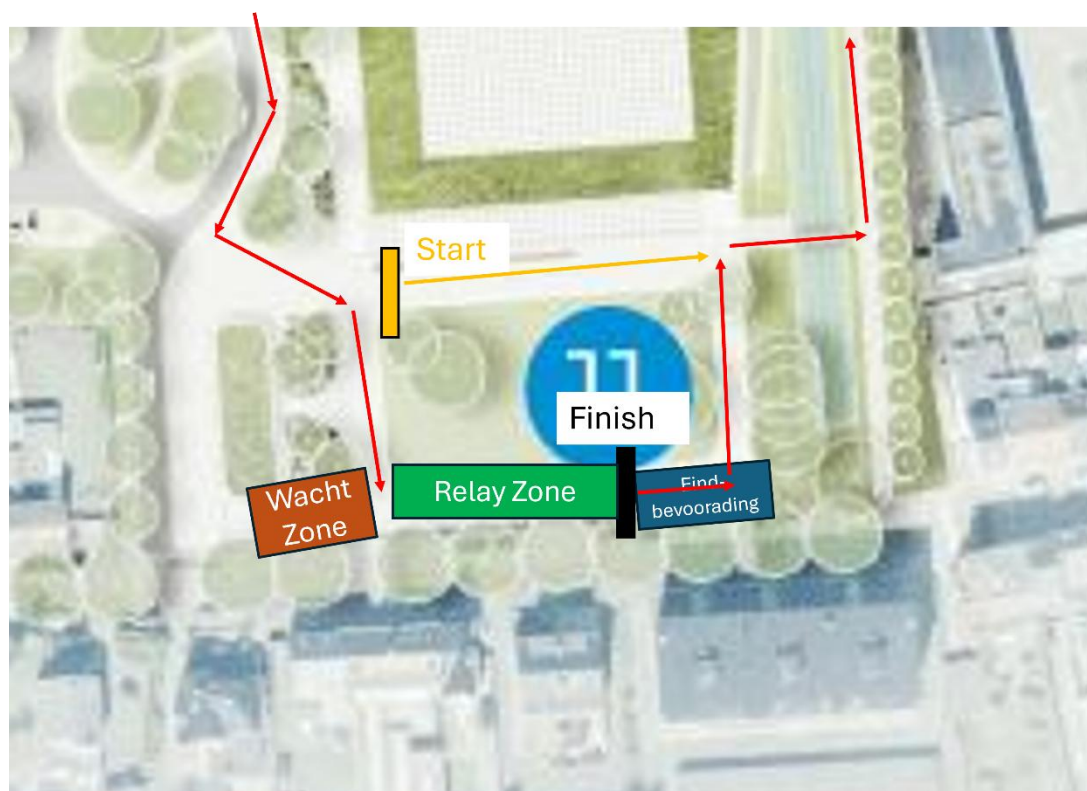 Start
11
Finish
Relay Zone
Wacht
Zone
Eind-
bevoorading